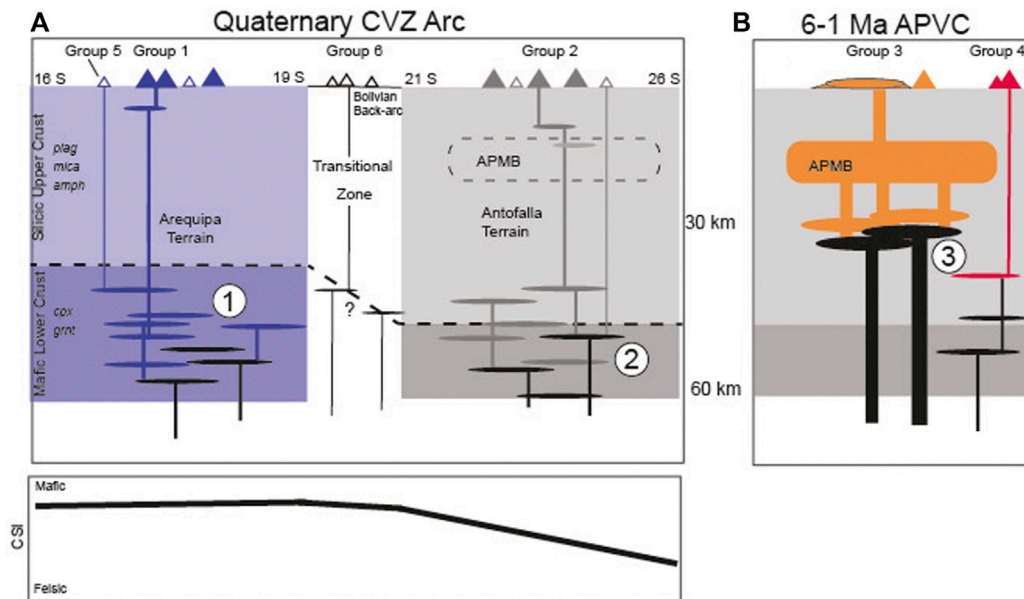 A
Quaternary CVZ Arc
Group 5
Group 1
Group 6
Group 2
16 S
19 S
21 S
26 S
Bolivian
Back-arc
Silicic Upper Crust
plag
mica
amph
Arequipa
Terrain
Transitional
Zone
APMB
Antofalla
Terrain
30 km
Mafic Lower Crust
cpx
grnt
1
?
2
60 km
B
6-1 Ma APVC
Group 3
Group 4
APMB
3
CSI
Mafic
Felsic